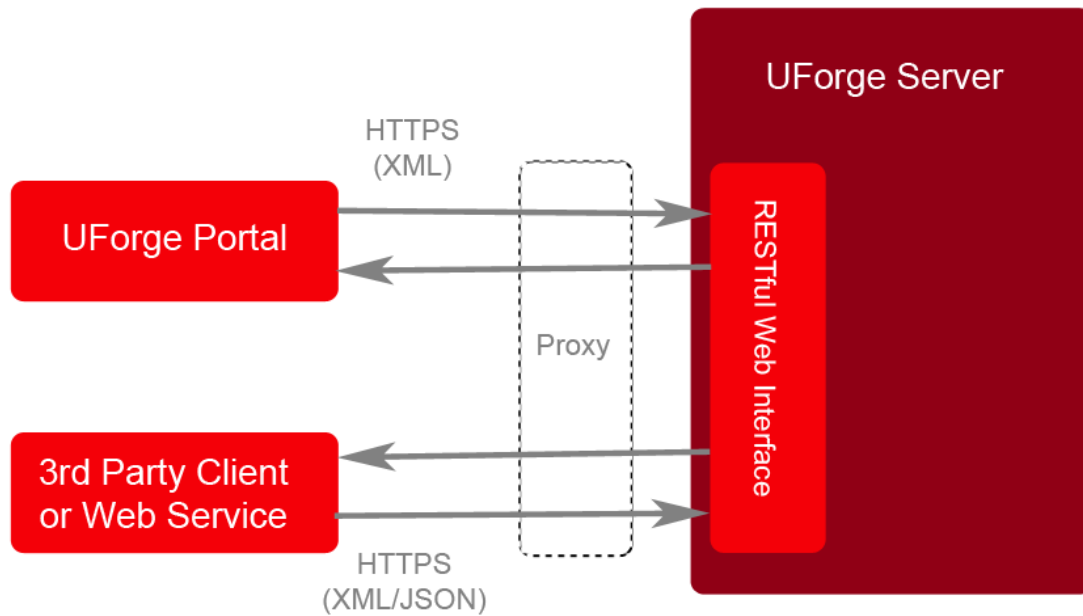 UForge Server
HTTPS
(XML)
UForge Portal
RESTful Web Interface
Proxy
3rd Party Client
or Web Service
HTTPS
(XML/JSON)